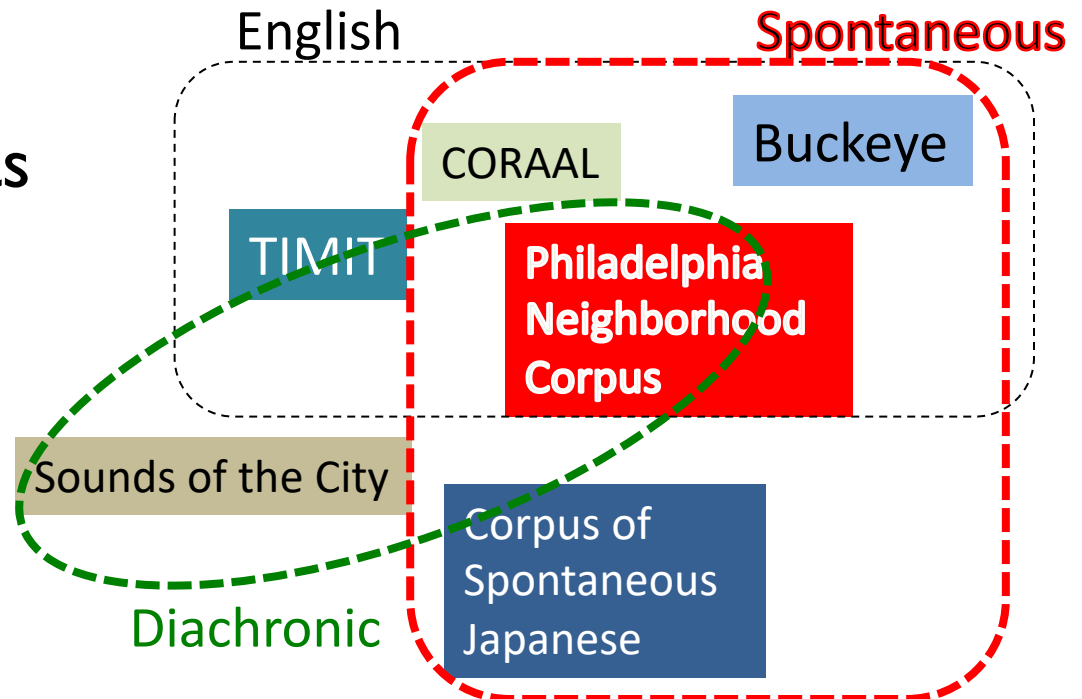 English
Spontaneous
CORAAL
Buckeye
TIMIT
Philadelphia
Neighborhood
Corpus
Sounds of the City
Corpus of
Spontaneous
Japanese
Diachronic